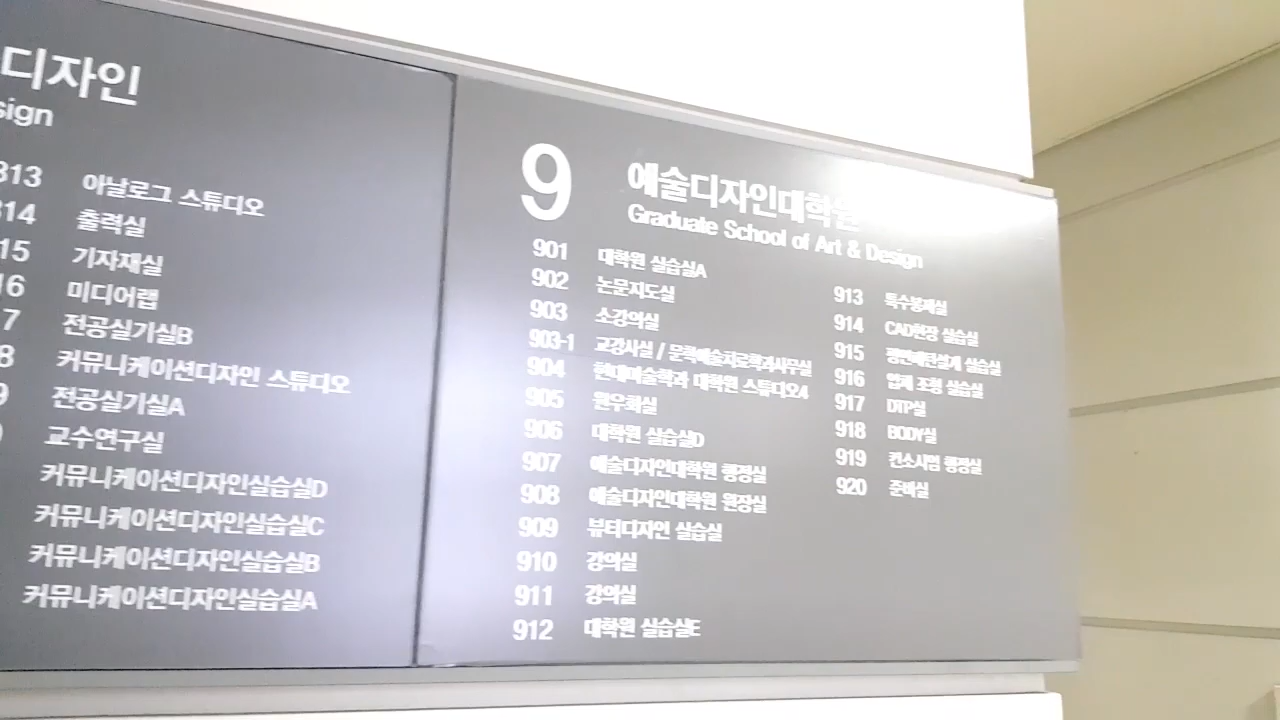 디자인
sign
313 아날로그 스튜디오
314 출력실
15 기자재실
16 미디어랩
7 전공실기실B
8 커뮤니케이션디자인 스튜디오
9 전공실기실A
교수연구실
커뮤니케이션디자인실습실D
커뮤니케이션디자인실습실C
커뮤니케이션디자인실습실B
커뮤니케이션디자인실습실A
9 예술디자인대학원
Graduate School of Art & Design
901 대학원 실습실A
902 논문지도실
903 소강의실
903-1 교강사실 / 문학예술치료학과사무실
904 현대미술학과 대학원 스튜디오4
905 원우회실
906 대학원 실습실D
907 예술디자인대학원 행정실
908 예술디자인대학원 원장실
909 뷰티디자인 실습실
910 강의실
911 강의실
912 대학원 실습실E
913 특수봉제실
914 CAD현장 실습실
915 평면패턴설계 실습실
916 입체 조형 실습실
917 DTP실
918 BODY실
919 컨소시엄 행정실
920 준비실